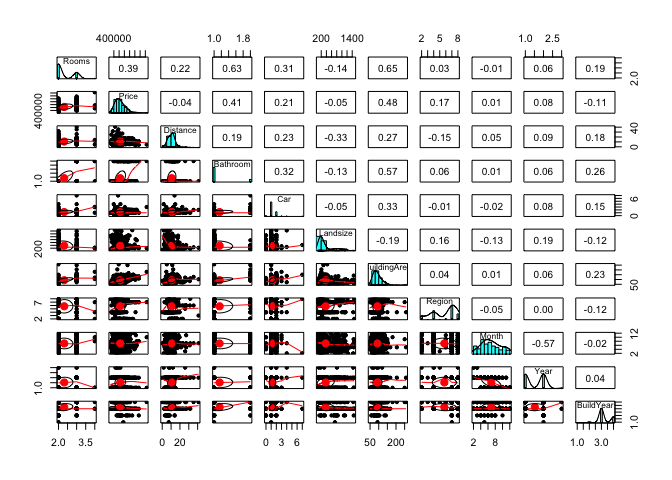 400000 1.0 1.8 200 1400 2 5 8 1.0 2.5
Rooms 0.39 0.22 0.63 0.31 -0.14 0.65 0.03 -0.01 0.06 0.19 2.0
400000 Price -0.04 0.41 0.21 -0.05 0.48 0.17 0.01 0.08 -0.11
Distance 0.19 0.23 -0.33 0.27 -0.15 0.05 0.09 0.18 0 40
1.0 Bathroom 0.32 -0.13 0.57 0.06 0.01 0.06 0.26
Car -0.05 0.33 -0.01 -0.02 0.08 0.15 0 6
200 Landsize -0.19 0.16 -0.13 0.19 -0.12
uildingAre 0.04 0.01 0.06 0.23 50
2 7 Region -0.05 0.00 -0.12
Month -0.57 -0.02 2 12
1.0 Year 0.04
BuildYear 1.0
2.0 3.5 0 20 0 3 6 50 200 2 8 1.0 3.0